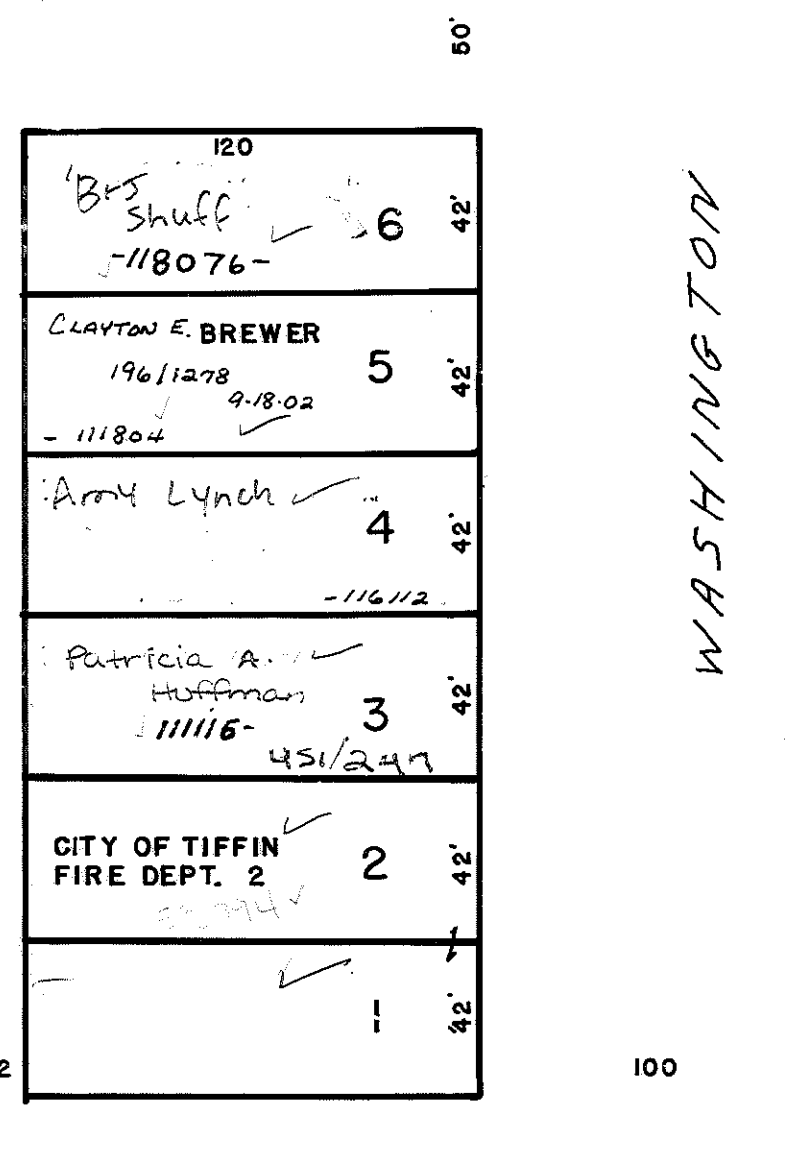 50'
120
B+J
Shuff
6
42'
-118076-
CLAYTON E. BREWER
196/1278
5
42'
9-18-02
- 111804
Amy Lynch
4
42'
-116112
Patricia A.
Huffman
3
42'
111116-
451/247
CITY OF TIFFIN
FIRE DEPT. 2
2
42'
1
42'
2
100
WASHINGTON